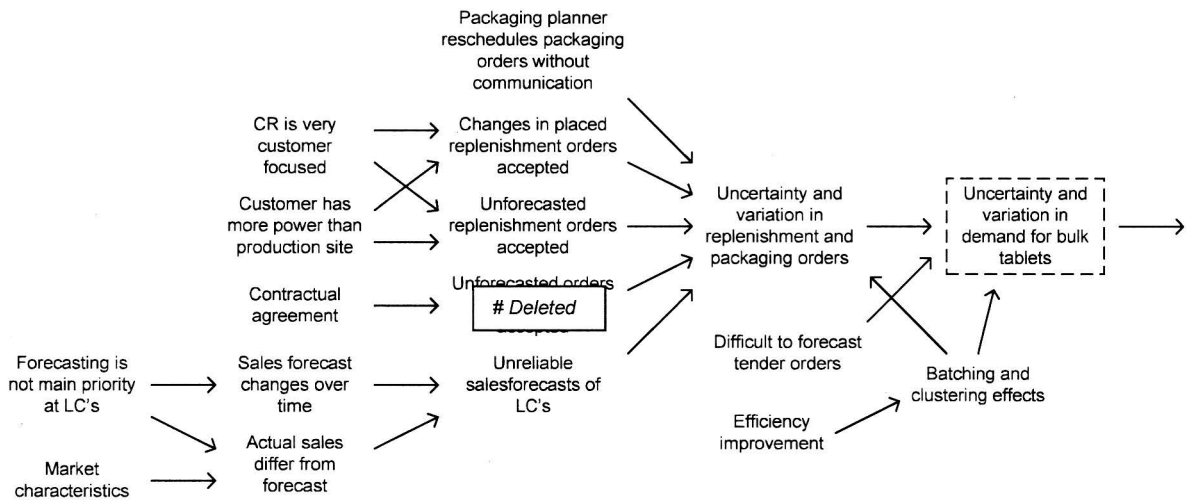 Packaging planner
reschedules packaging
orders without
communication
CR is very
customer
focused
Changes in placed
replenishment orders
accepted
Customer has
more power than
production site
Unforecasted
replenishment orders
accepted
Uncertainty and
variation in
replenishment and
packaging orders
Uncertainty and
variation in
demand for bulk
tablets
Contractual
agreement
Unforecasted orders
# Deleted
accepted
Difficult to forecast
tender orders
Forecasting is
not main priority
at LC's
Sales forecast
changes over
time
Unreliable
salesforecasts of
LC's
Batching and
clustering effects
Efficiency
improvement
Actual sales
differ from
forecast
Market
characteristics